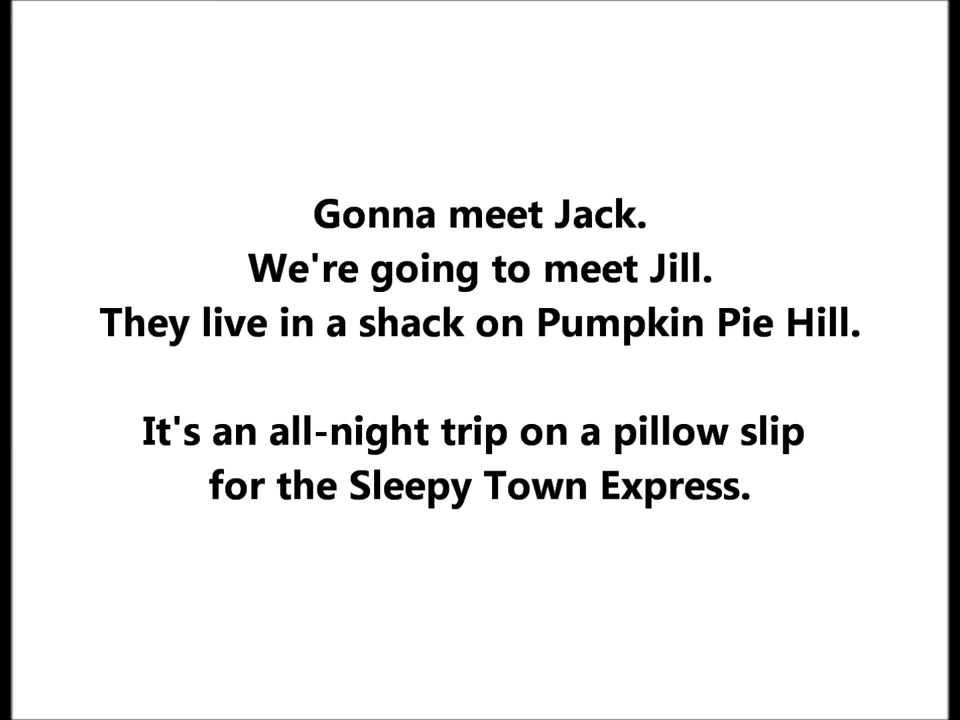 Gonna meet Jack.
We're going to meet Jill.
They live in a shack on Pumpkin Pie Hill.
It's an all-night trip on a pillow slip
for the Sleepy Town Express.